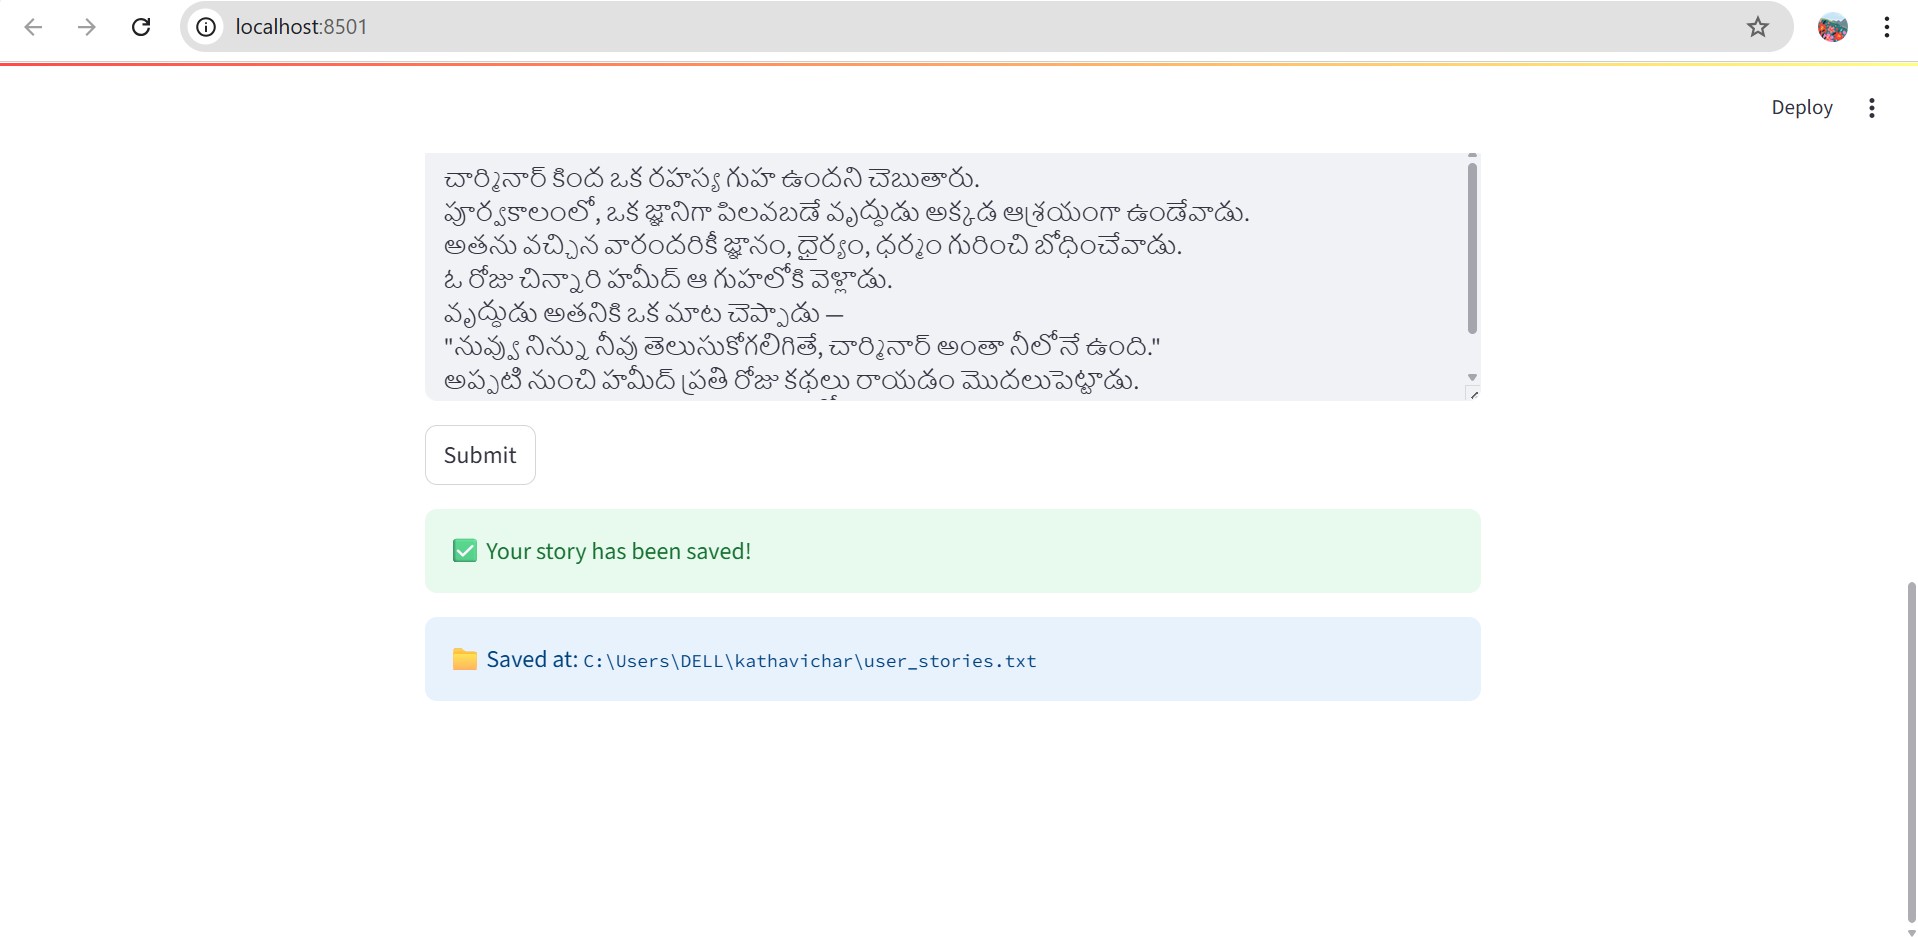 localhost:8501
Deploy
చార్మినార్ కింద ఒక రహస్య గుహ ఉందని చెబుతారు.
పూర్వకాలంలో, ఒక జ్ఞానిగా పిలవబడే వృద్ధుడు అక్కడ ఆశ్రయంగా ఉండేవాడు.
అతను వచ్చిన వారందరికీ జ్ఞానం, ధైర్యం, ధర్మం గురించి బోధించేవాడు.
ఓ రోజు చిన్నారి హమీద్ ఆ గుహలోకి వెళ్లాడు.
వృద్ధుడు అతనికి ఒక మాట చెప్పాడు —
"నువ్వు నిన్ను నీవు తెలుసుకోగలిగితే, చార్మినార్ అంతా నీలోనే ఉంది."
అప్పటి నుంచి హమీద్ ప్రతి రోజు కథలు రాయడం మొదలుపెట్టాడు.
Submit
✅ Your story has been saved!
📁 Saved at: C:\Users\DELL\kathavichar\user_stories.txt